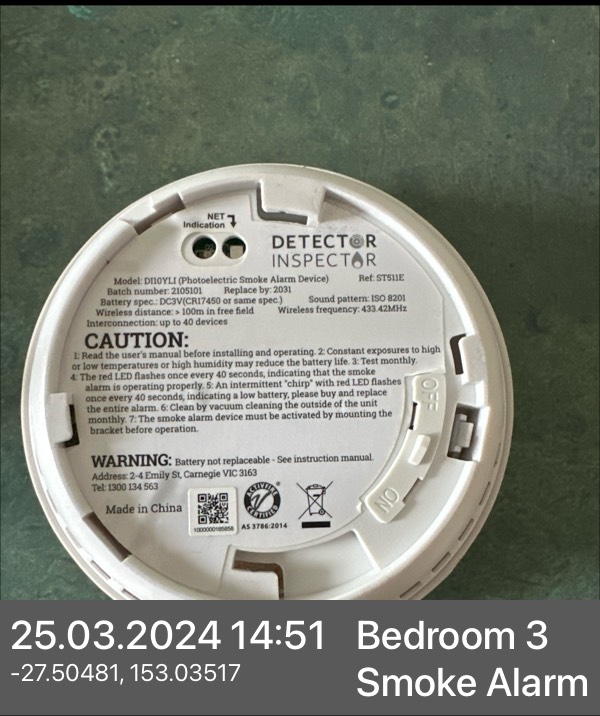 NET
Indication
DETECTOR
INSPECTOR
Model: DI10YLI (Photoelectric Smoke Alarm Device) Ref: ST511E
Batch number: 2105101 Replace by: 2031
Battery spec.: DC3V(CR17450 or same spec.) Sound pattern: ISO 8201
Wireless distance: > 100m in free field Wireless frequency: 433.42MHz
Interconnection: up to 40 devices
CAUTION:
1: Read the user's manual before installing and operating. 2: Constant exposures to high
or low temperatures or high humidity may reduce the battery life. 3: Test monthly.
4: The red LED flashes once every 40 seconds, indicating that the smoke
alarm is operating properly. 5: An intermittent "chirp" with red LED flashes
once every 40 seconds, indicating a low battery, please buy and replace
the entire alarm. 6: Clean by vacuum cleaning the outside of the unit
monthly. 7: The smoke alarm device must be activated by mounting the
bracket before operation.
OFF
ON
WARNING: Battery not replaceable - See instruction manual.
Address: 2-4 Emily St, Carnegie VIC 3163
Tel: 1300 134 563
Made in China
ACTIVFIRE
CERTIFIED
1000000185858
AS 3786:2014
25.03.2024 14:51
-27.50481, 153.03517
Bedroom 3
Smoke Alarm